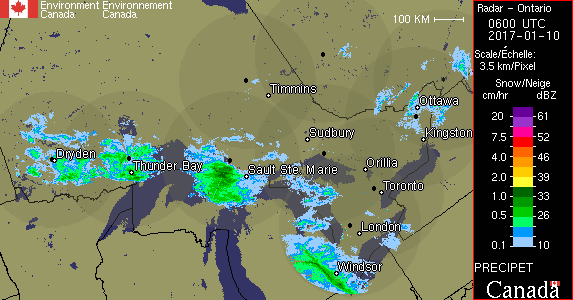 Environment Environnement
Canada Canada
100 KM
Timmins
Ottawa
Sudbury
Kingston
Dryden
Thunder Bay
Sault Ste. Marie
Orillia
Toronto
London
Windsor
Radar - Ontario
0600 UTC
2017-01-10
Scale/Échelle:
3.5 km/Pixel
Snow/Neige
cm/hr dBZ
20 61
7.5 52
4.0 46
2.0 39
1.0 33
0.5 26
0.1 10
PRECIPET
Canada